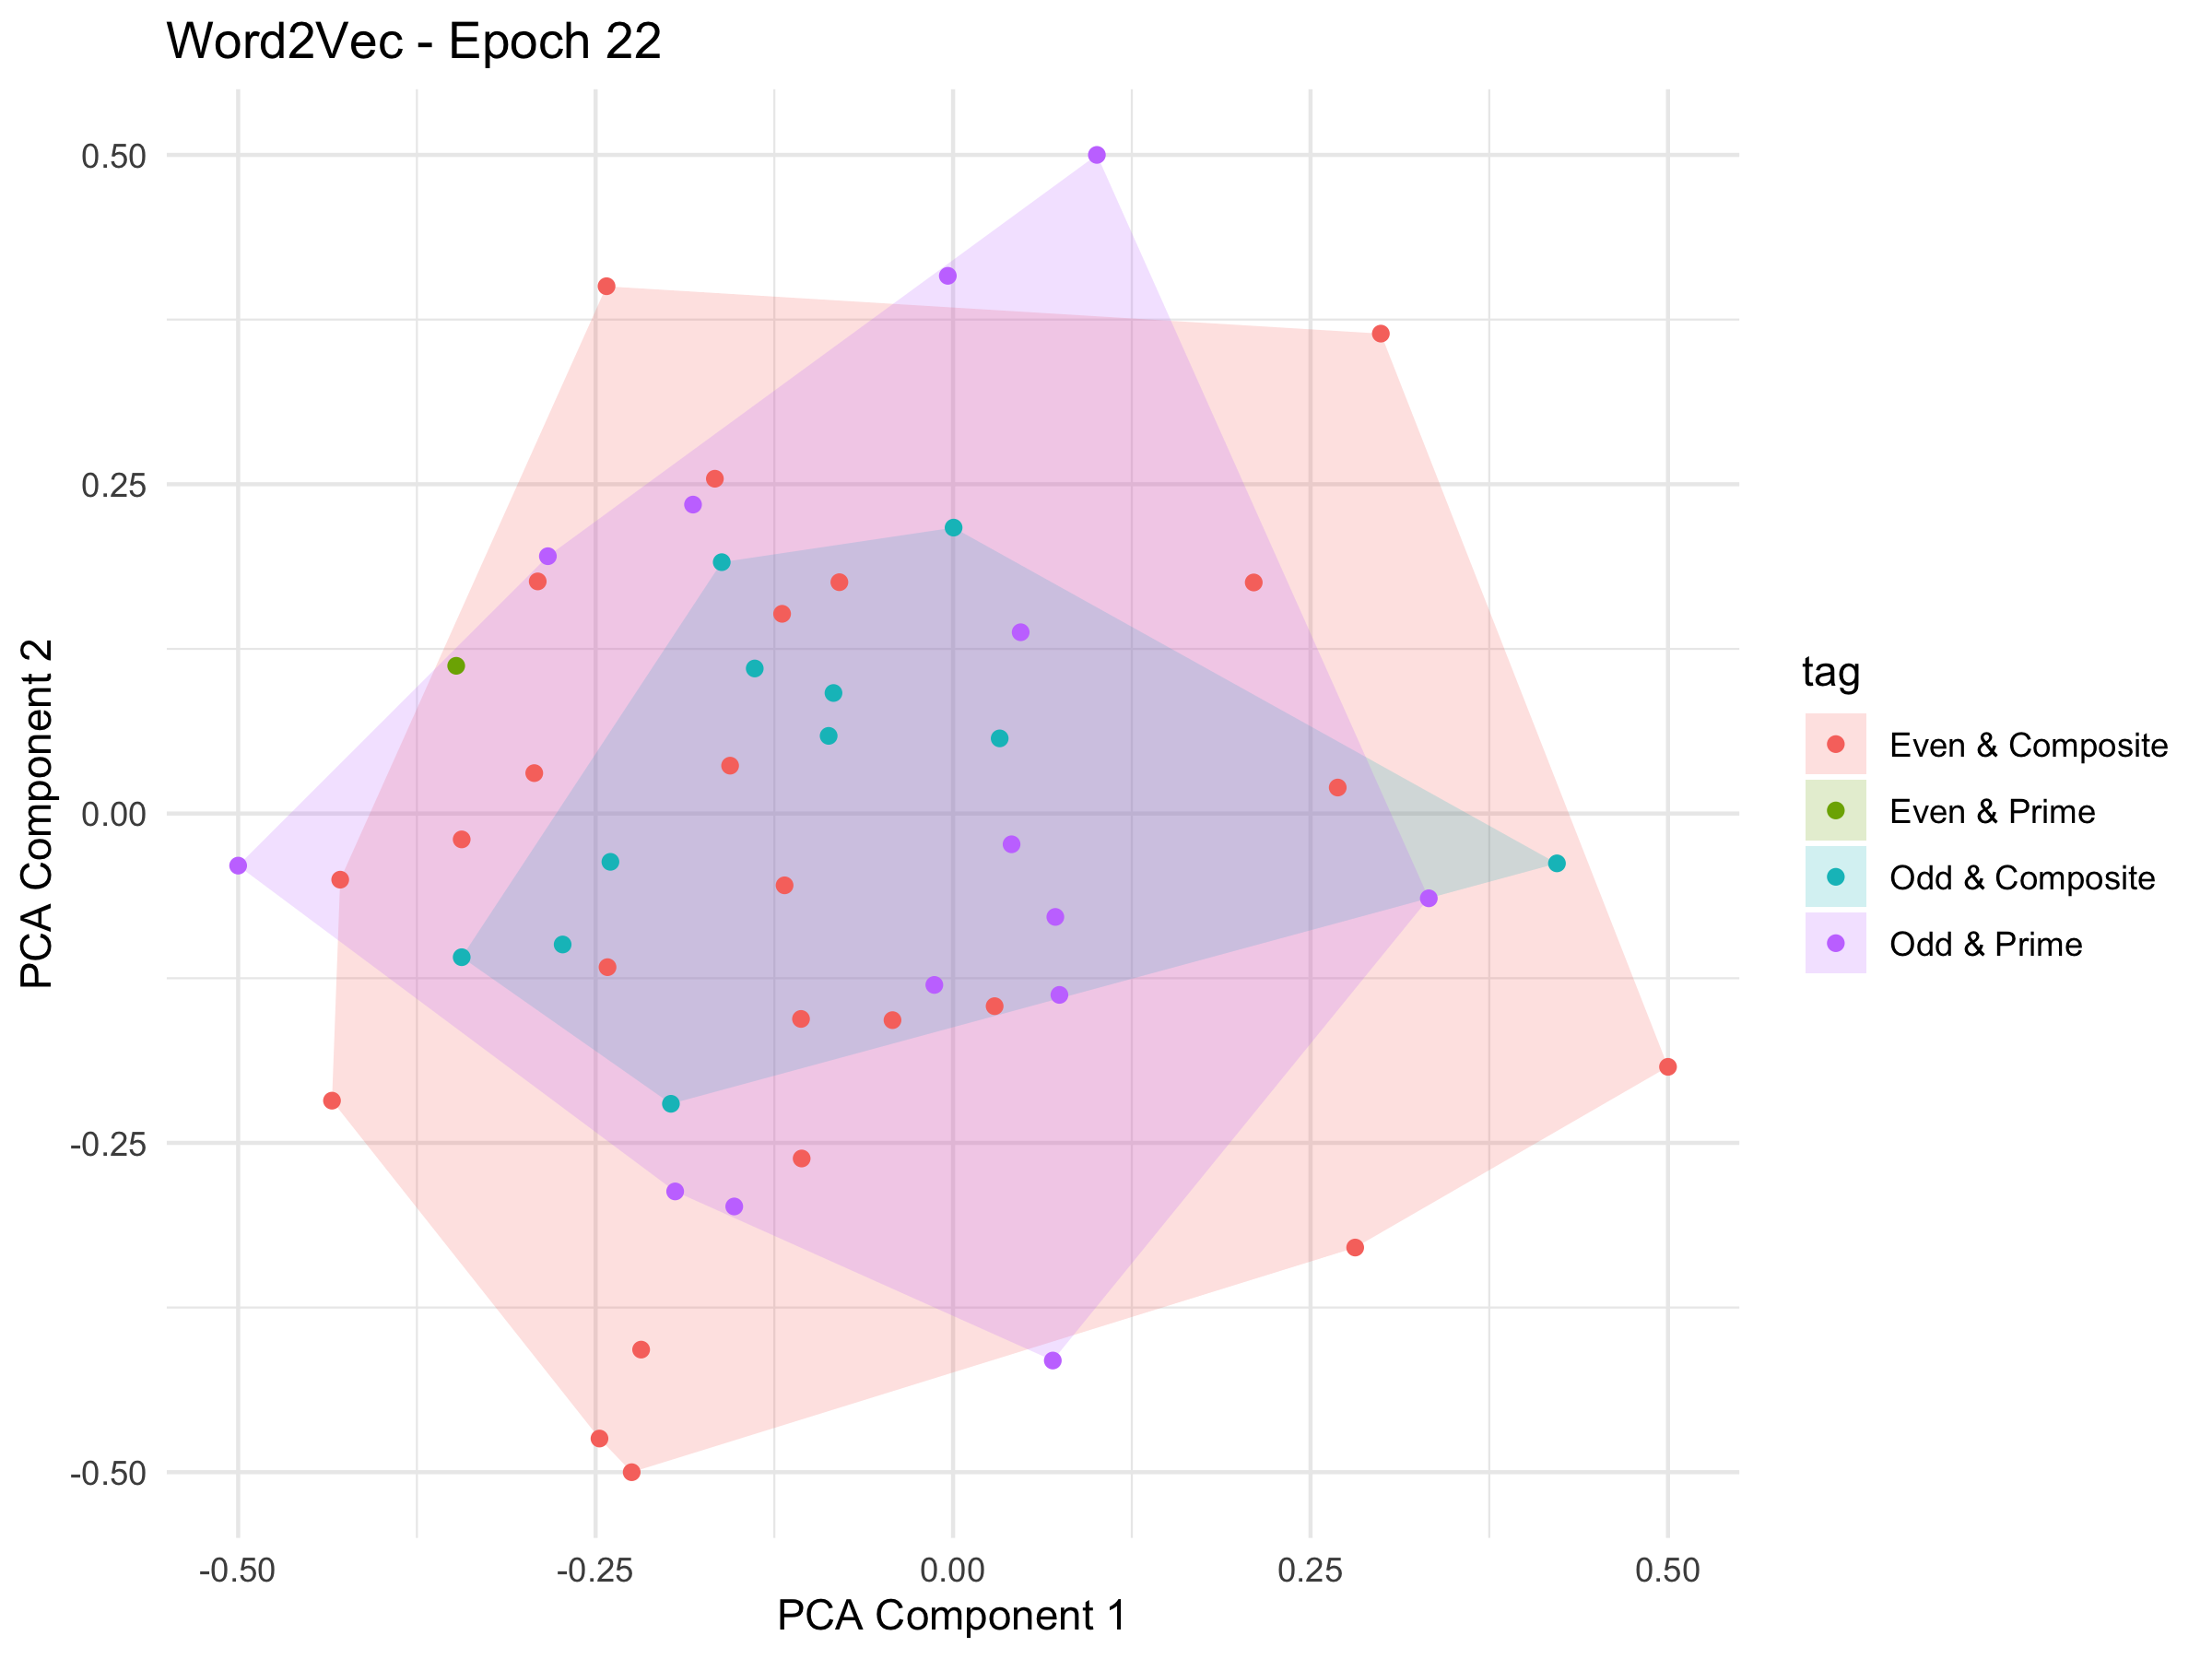 Word2Vec - Epoch 22
0.50
0.25
0.00
-0.25
-0.50
PCA Component 2
-0.50
-0.25
0.00
0.25
0.50
PCA Component 1
tag
Even & Composite
Even & Prime
Odd & Composite
Odd & Prime